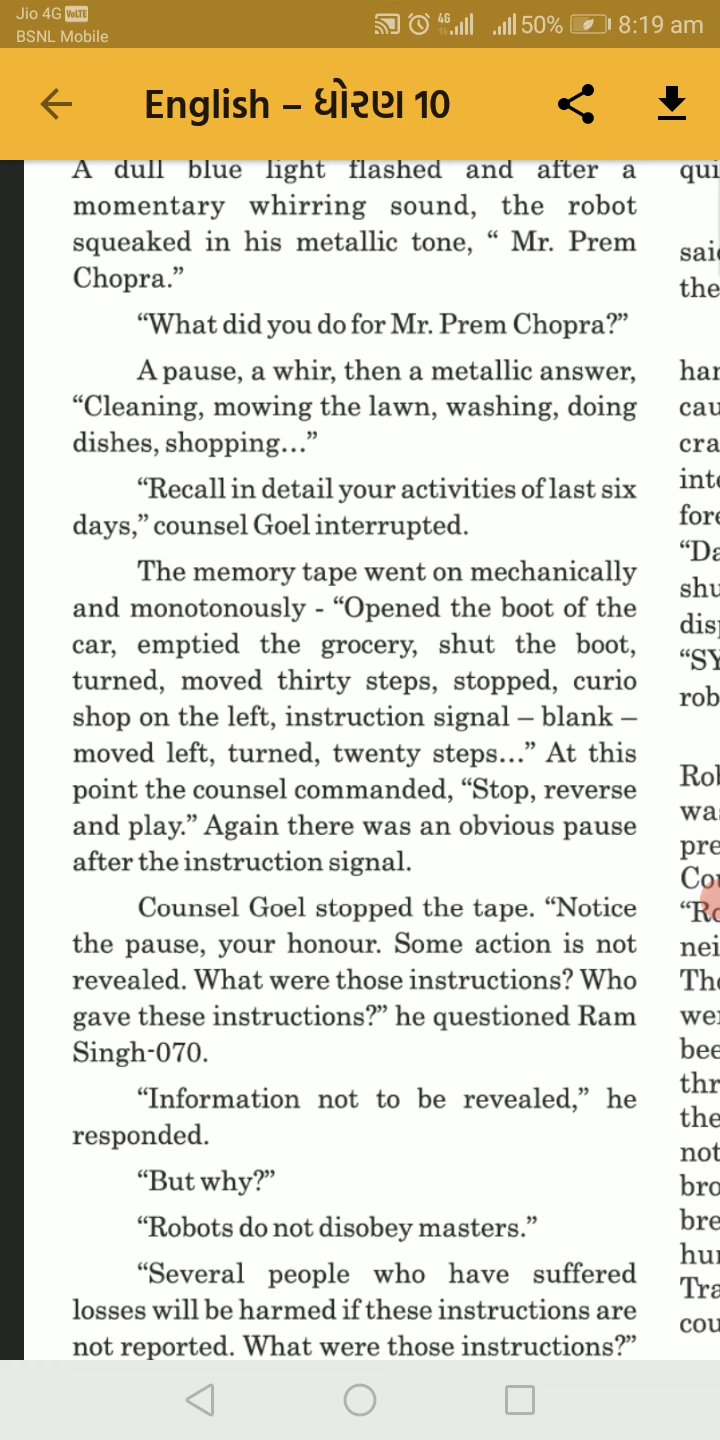 Jio 4G VoLTE
BSNL Mobile
4G
50%
8:19 am
English – ધોરણ 10
A dull blue light flashed and after a
momentary whirring sound, the robot
squeaked in his metallic tone, “ Mr. Prem
Chopra.”
“What did you do for Mr. Prem Chopra?”
A pause, a whir, then a metallic answer,
“Cleaning, mowing the lawn, washing, doing
dishes, shopping...”
“Recall in detail your activities of last six
days,” counsel Goel interrupted.
The memory tape went on mechanically
and monotonously - “Opened the boot of the
car, emptied the grocery, shut the boot,
turned, moved thirty steps, stopped, curio
shop on the left, instruction signal – blank –
moved left, turned, twenty steps...” At this
point the counsel commanded, “Stop, reverse
and play.” Again there was an obvious pause
after the instruction signal.
Counsel Goel stopped the tape. “Notice
the pause, your honour. Some action is not
revealed. What were those instructions? Who
gave these instructions?” he questioned Ram
Singh-070.
“Information not to be revealed,” he
responded.
“But why?”
“Robots do not disobey masters.”
“Several people who have suffered
losses will be harmed if these instructions are
not reported. What were those instructions?”